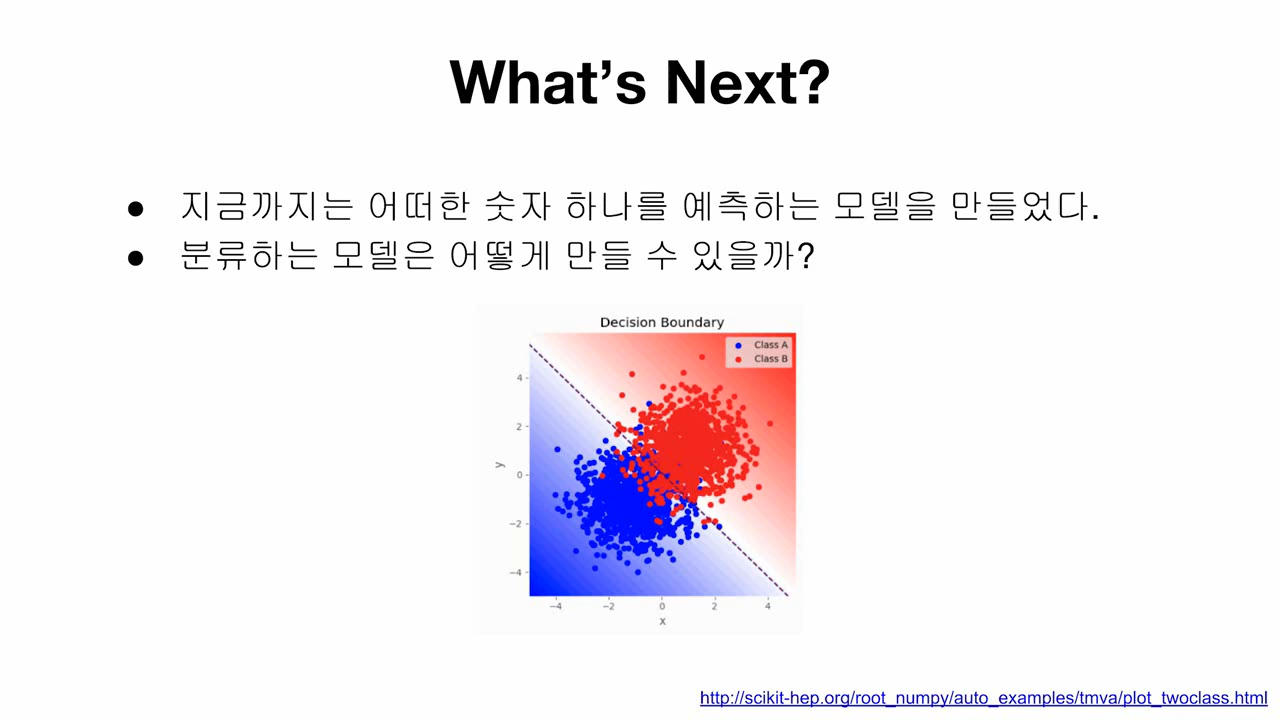 What's Next?
● 지금까지는 어떠한 숫자 하나를 예측하는 모델을 만들었다.
● 분류하는 모델은 어떻게 만들 수 있을까?
Decision Boundary
Class A
Class B
4
2
0
−2
−4
y
−4 −2 0 2 4
x
http://scikit-hep.org/root_numpy/auto_examples/tmva/plot_twoclass.html